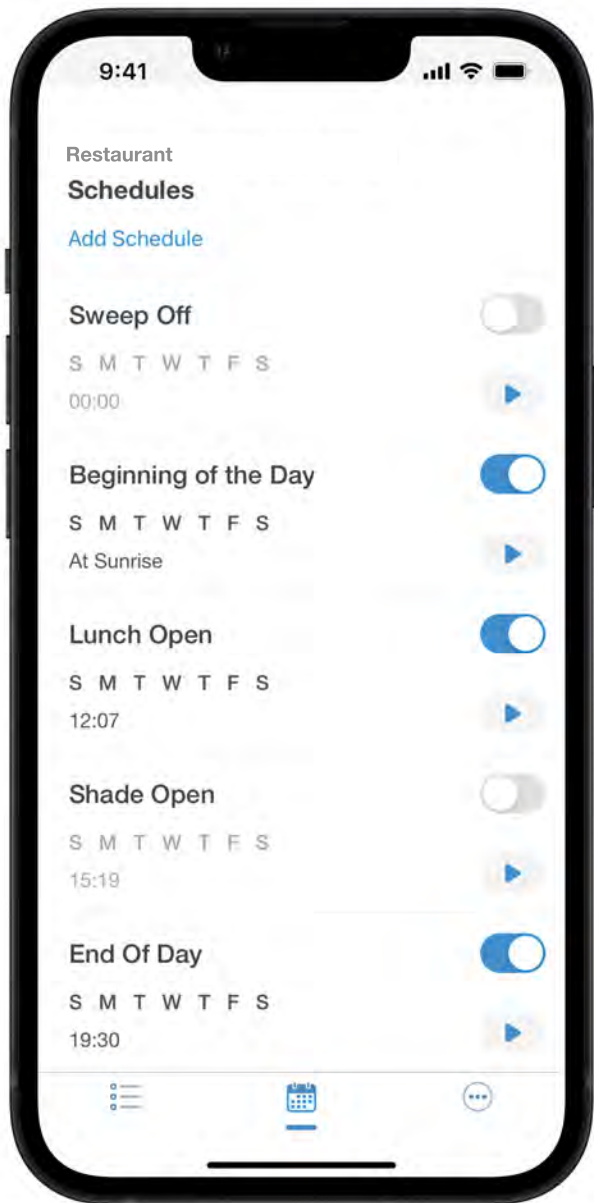 9:41
Restaurant
Schedules
Add Schedule
Sweep Off
S M T W T F S
00:00
Beginning of the Day
S M T W T F S
At Sunrise
Lunch Open
S M T W T F S
12:07
Shade Open
S M T W T F S
15:19
End Of Day
S M T W T F S
19:30